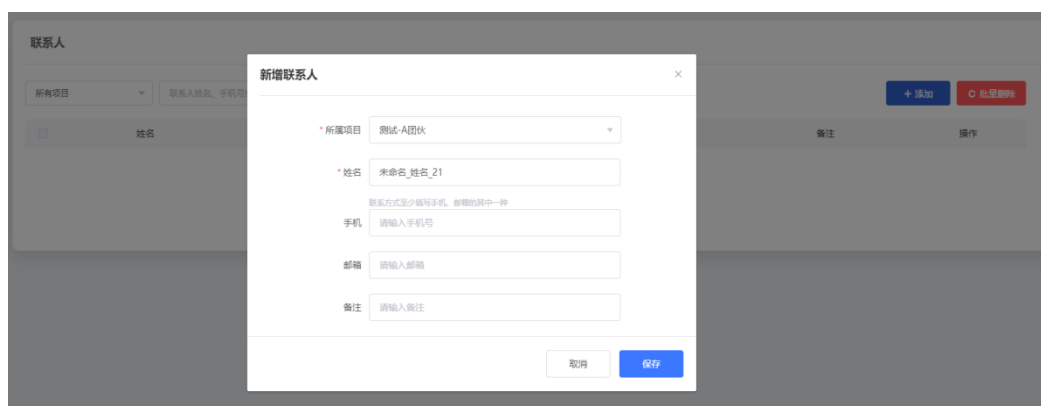 联系人
所有项目
联系人姓名, 手机号
+ 添加
批量删除
姓名
备注
操作
新增联系人
×
* 所属项目 测试-A团伙
* 姓名 未命名_姓名_21
联系方式至少填写手机、邮箱的其中一种
手机 请输入手机号
邮箱 请输入邮箱
备注 请输入备注
取消
保存